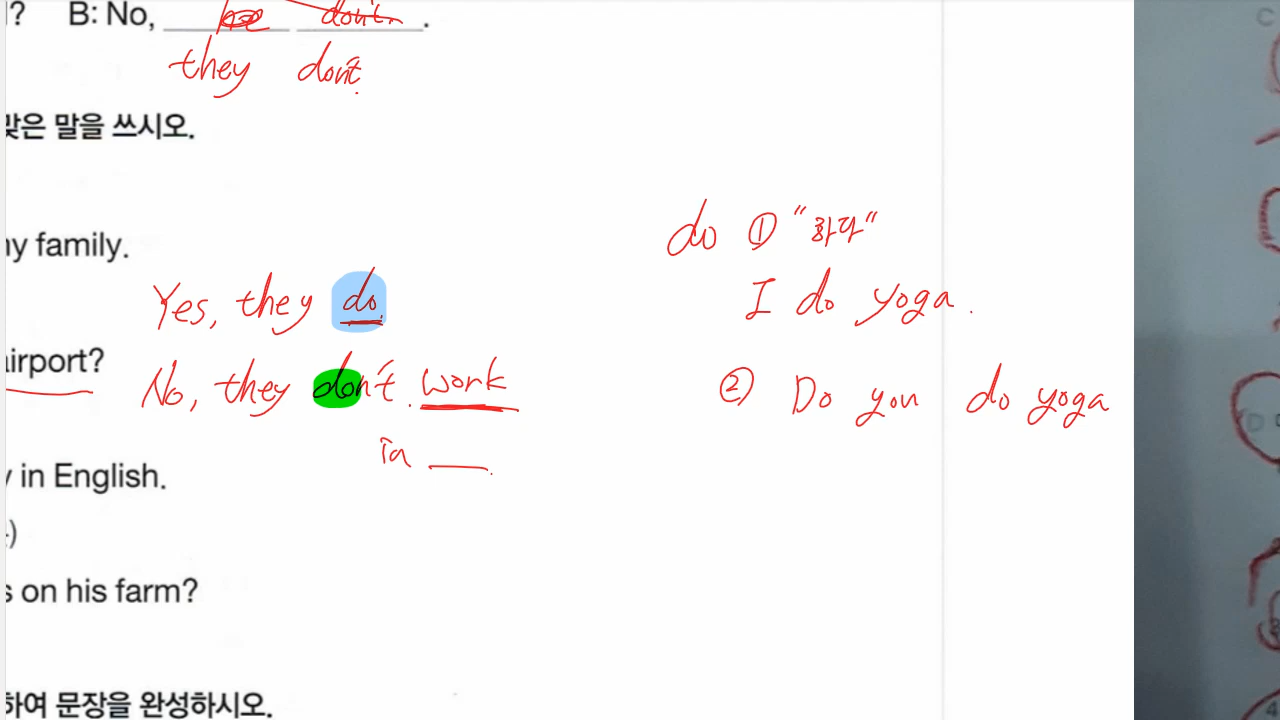 ? B: No, don't.
they don't.
맞은 말을 쓰시오.
do ① "하다"
ny family.
Yes, they do.
I do yoga.
airport?
No, they don't. work
② Do you do yoga
in ___.
y in English.
s on his farm?
하여 문장을 완성하시오.